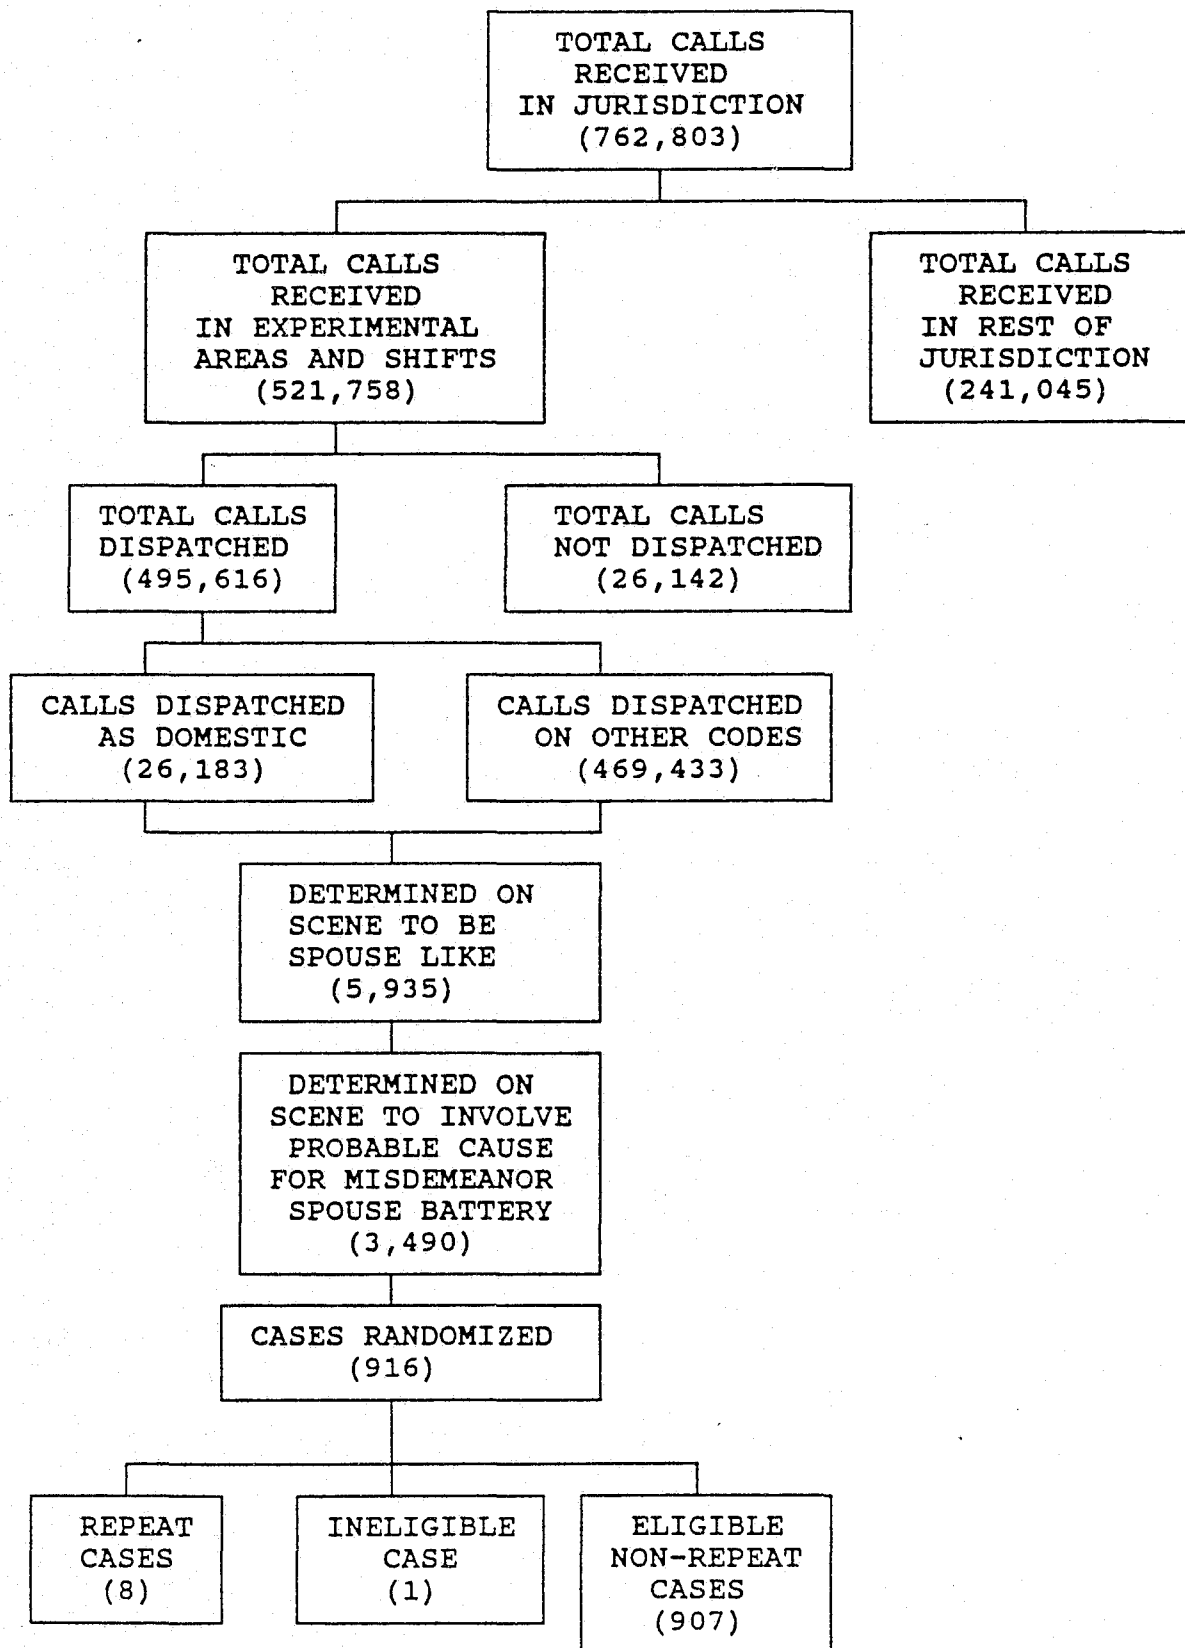 TOTAL CALLS
RECEIVED
IN JURISDICTION
(762,803)
TOTAL CALLS
RECEIVED
IN EXPERIMENTAL
AREAS AND SHIFTS
(521,758)
TOTAL CALLS
RECEIVED
IN REST OF
JURISDICTION
(241,045)
TOTAL CALLS
DISPATCHED
(495,616)
TOTAL CALLS
NOT DISPATCHED
(26,142)
CALLS DISPATCHED
AS DOMESTIC
(26,183)
CALLS DISPATCHED
ON OTHER CODES
(469,433)
DETERMINED ON
SCENE TO BE
SPOUSE LIKE
(5,935)
DETERMINED ON
SCENE TO INVOLVE
PROBABLE CAUSE
FOR MISDEMEANOR
SPOUSE BATTERY
(3,490)
CASES RANDOMIZED
(916)
REPEAT
CASES
(8)
INELIGIBLE
CASE
(1)
ELIGIBLE
NON-REPEAT
CASES
(907)